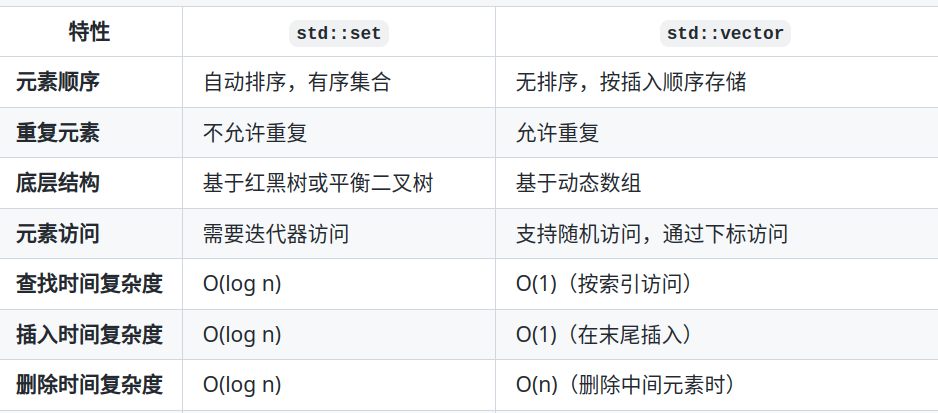 特性 std::set std::vector
元素顺序 自动排序，有序集合 无排序，按插入顺序存储
重复元素 不允许重复 允许重复
底层结构 基于红黑树或平衡二叉树 基于动态数组
元素访问 需要迭代器访问 支持随机访问，通过下标访问
查找时间复杂度 O(log n) O(1)（按索引访问）
插入时间复杂度 O(log n) O(1)（在末尾插入）
删除时间复杂度 O(log n) O(n)（删除中间元素时）